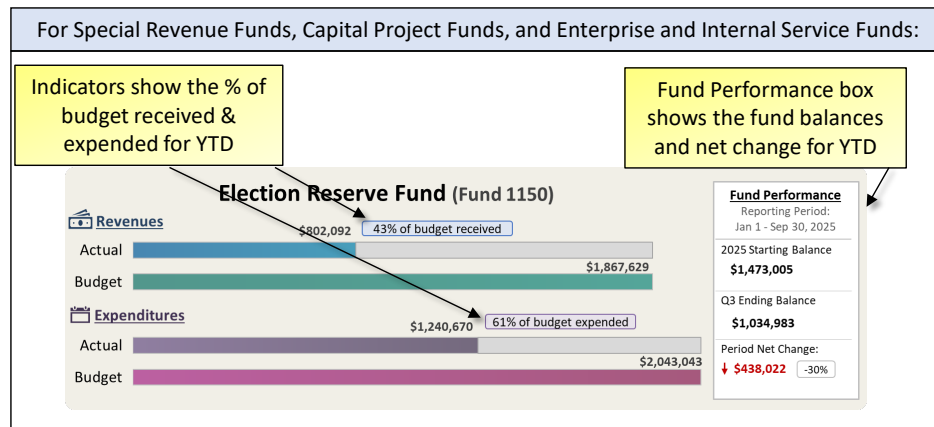 For Special Revenue Funds, Capital Project Funds, and Enterprise and Internal Service Funds:
Indicators show the % of
budget received &
expended for YTD
Fund Performance box
shows the fund balances
and net change for YTD
Election Reserve Fund (Fund 1150)
Revenues
$802,092 43% of budget received
Actual
$1,867,629
Budget
Expenditures
$1,240,670 61% of budget expended
Actual
$2,043,043
Budget
Fund Performance
Reporting Period:
Jan 1 - Sep 30, 2025
2025 Starting Balance
$1,473,005
Q3 Ending Balance
$1,034,983
Period Net Change:
$438,022 -30%